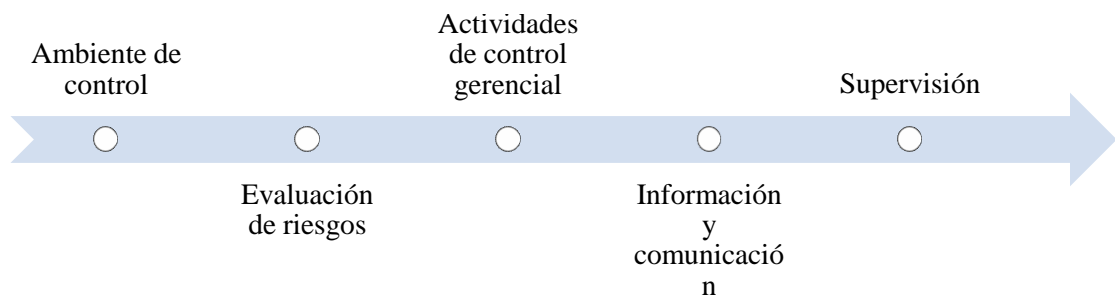 Ambiente de
control
Evaluación
de riesgos
Actividades
de control
gerencial
Información
y
comunicació
n
Supervisión